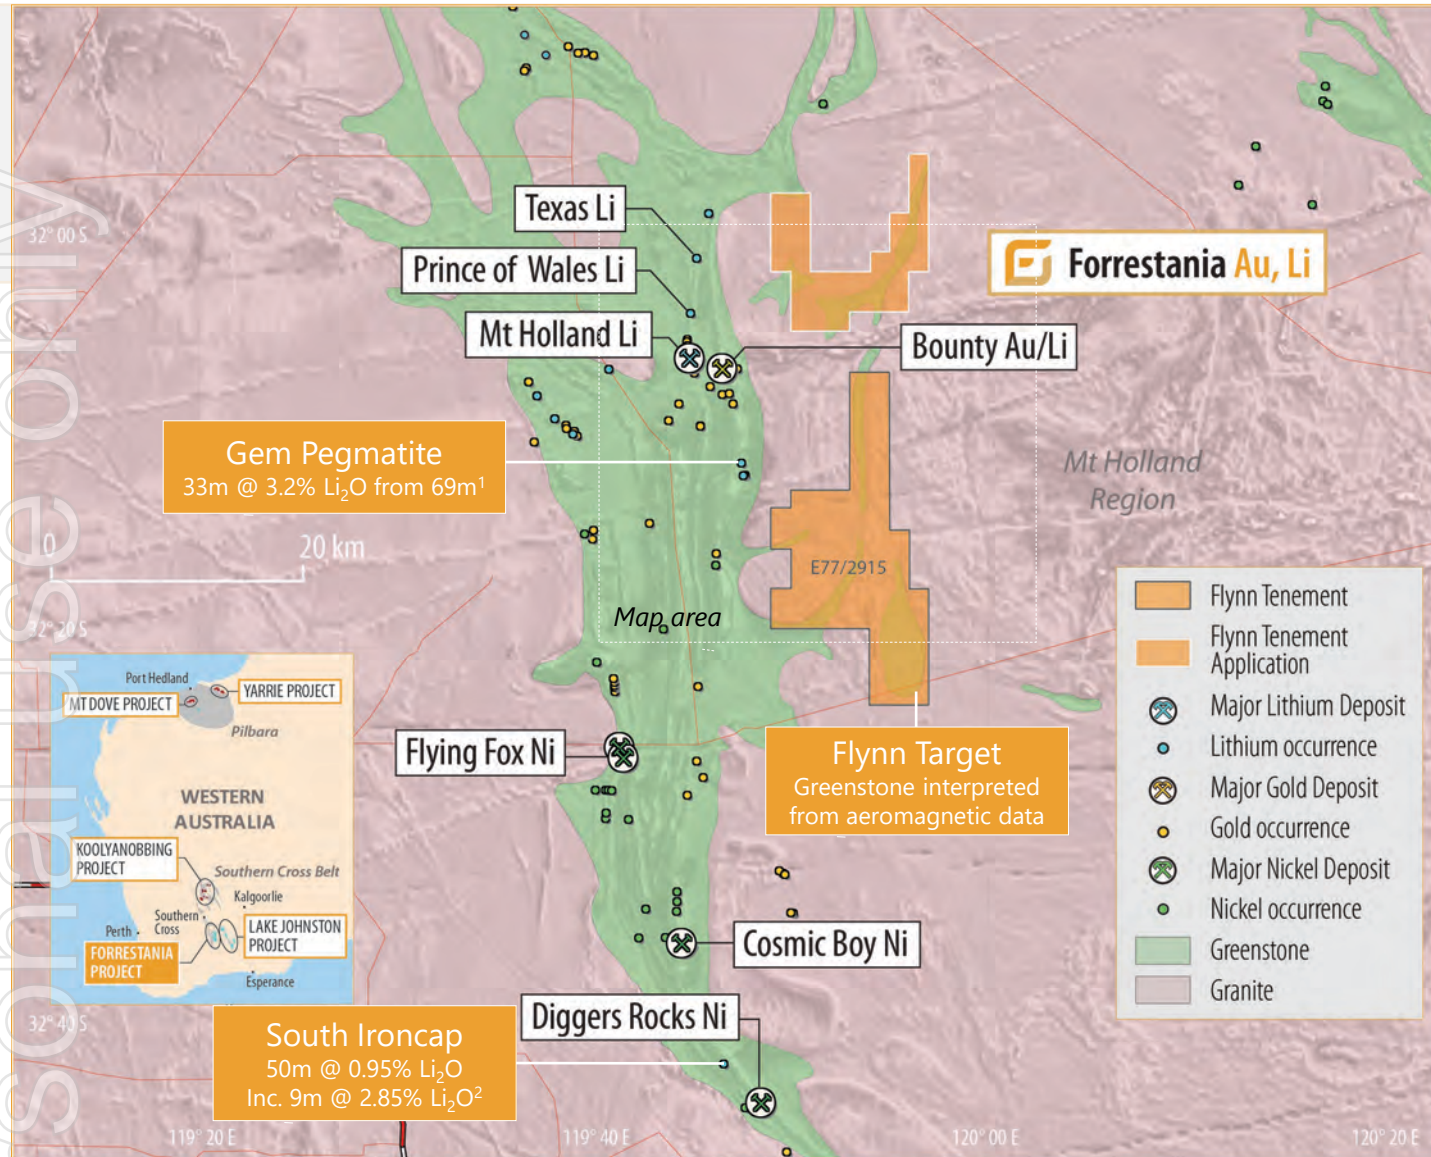 Texas Li
32° 00 S
Prince of Wales Li
Forrestania Au, Li
Mt Holland Li
Bounty Au/Li
Gem Pegmatite
33m @ 3.2% Li₂O from 69m¹
Mt Holland
Region
0
20 km
E77/2915
Map area
32° 20 S
Flynn Tenement
Flynn Tenement
Application
Major Lithium Deposit
Lithium occurrence
Major Gold Deposit
Gold occurrence
Major Nickel Deposit
Nickel occurrence
Greenstone
Granite
Port Hedland
YARRIE PROJECT
MT DOVE PROJECT
Pilbara
WESTERN
AUSTRALIA
KOOLYANOBBING
PROJECT
Southern Cross Belt
Kalgoorlie
Southern
Cross
Perth
LAKE JOHNSTON
PROJECT
FORRESTANIA
PROJECT
Esperance
Flying Fox Ni
Flynn Target
Greenstone interpreted
from aeromagnetic data
Cosmic Boy Ni
Diggers Rocks Ni
32° 40 S
South Ironcap
50m @ 0.95% Li₂O
Inc. 9m @ 2.85% Li₂O²
119° 20 E
119° 40 E
120° 00 E
120° 20 E
sonal use only